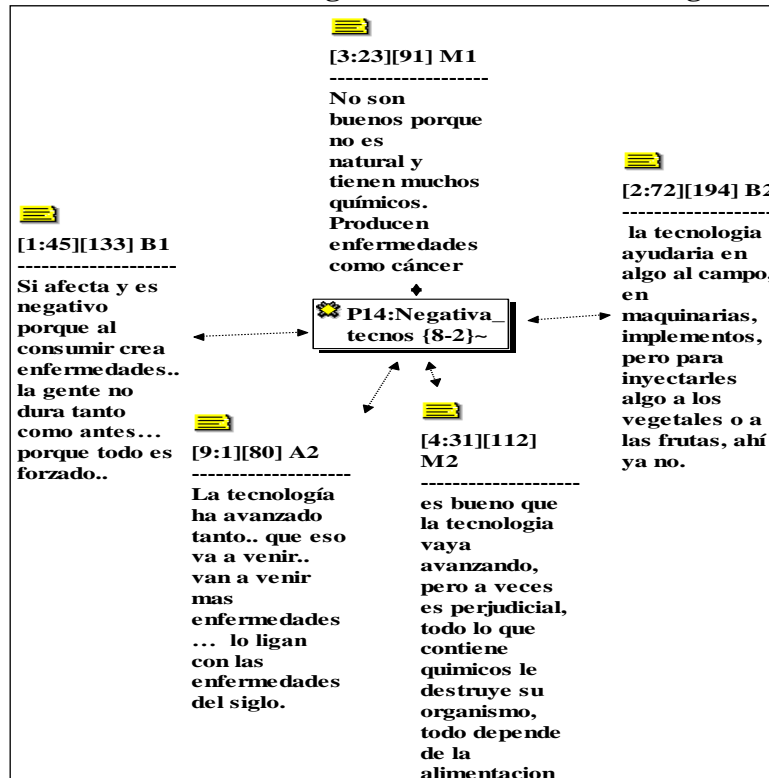 [3:23][91] M1
--------------------
No son
buenos porque
no es
natural y
tienen muchos
químicos.
Producen
enfermedades
como cáncer
[2:72][194] B2
--------------------
la tecnologia
ayudaria en
algo al campo,
en
maquinarias,
implementos,
pero para
inyectarles
algo a los
vegetales o a
las frutas, ahí
ya no.
[1:45][133] B1
--------------------
Si afecta y es
negativo
porque al
consumir crea
enfermedades..
la gente no
dura tanto
como antes…
porque todo es
forzado..
P14:Negativa_
tecnos {8-2}~
[9:1][80] A2
--------------------
La tecnología
ha avanzado
tanto.. que eso
va a venir..
van a venir
mas
enfermedades
… lo ligan
con las
enfermedades
del siglo.
[4:31][112]
M2
--------------------
es bueno que
la tecnologia
vaya
avanzando,
pero a veces
es perjudicial,
todo lo que
contiene
quimicos le
destruye su
organismo,
todo depende
de la
alimentacion